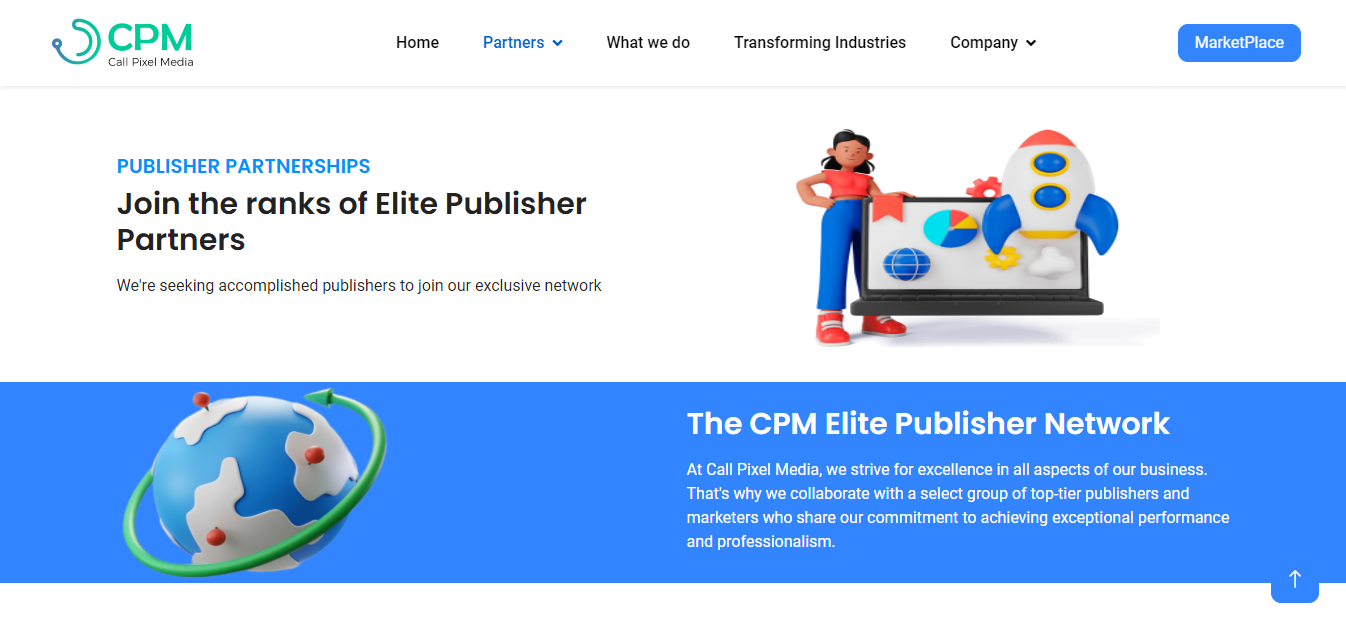 CPM
Call Pixel Media
Home
Partners
What we do
Transforming Industries
Company
MarketPlace
PUBLISHER PARTNERSHIPS
Join the ranks of Elite Publisher
Partners
We're seeking accomplished publishers to join our exclusive network
The CPM Elite Publisher Network
At Call Pixel Media, we strive for excellence in all aspects of our business.
That's why we collaborate with a select group of top-tier publishers and
marketers who share our commitment to achieving exceptional performance
and professionalism.